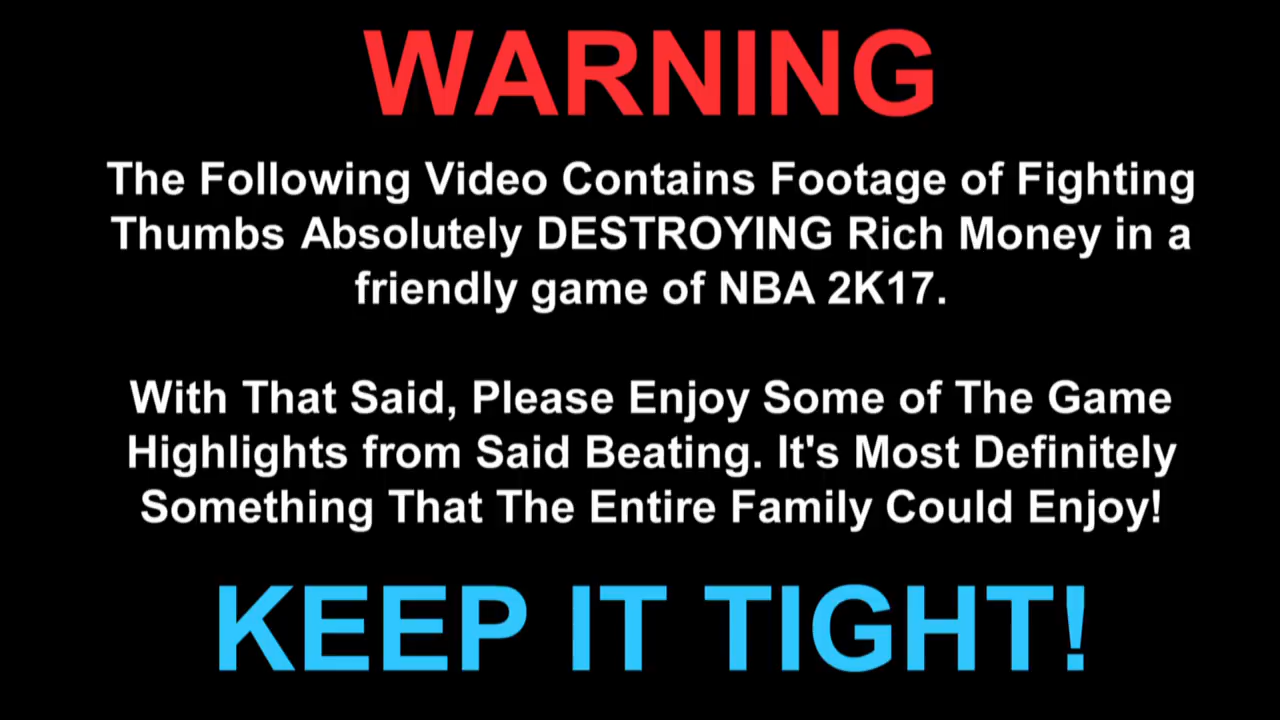 WARNING
The Following Video Contains Footage of Fighting
Thumbs Absolutely DESTROYING Rich Money in a
friendly game of NBA 2K17.
With That Said, Please Enjoy Some of The Game
Highlights from Said Beating. It's Most Definitely
Something That The Entire Family Could Enjoy!
KEEP IT TIGHT!